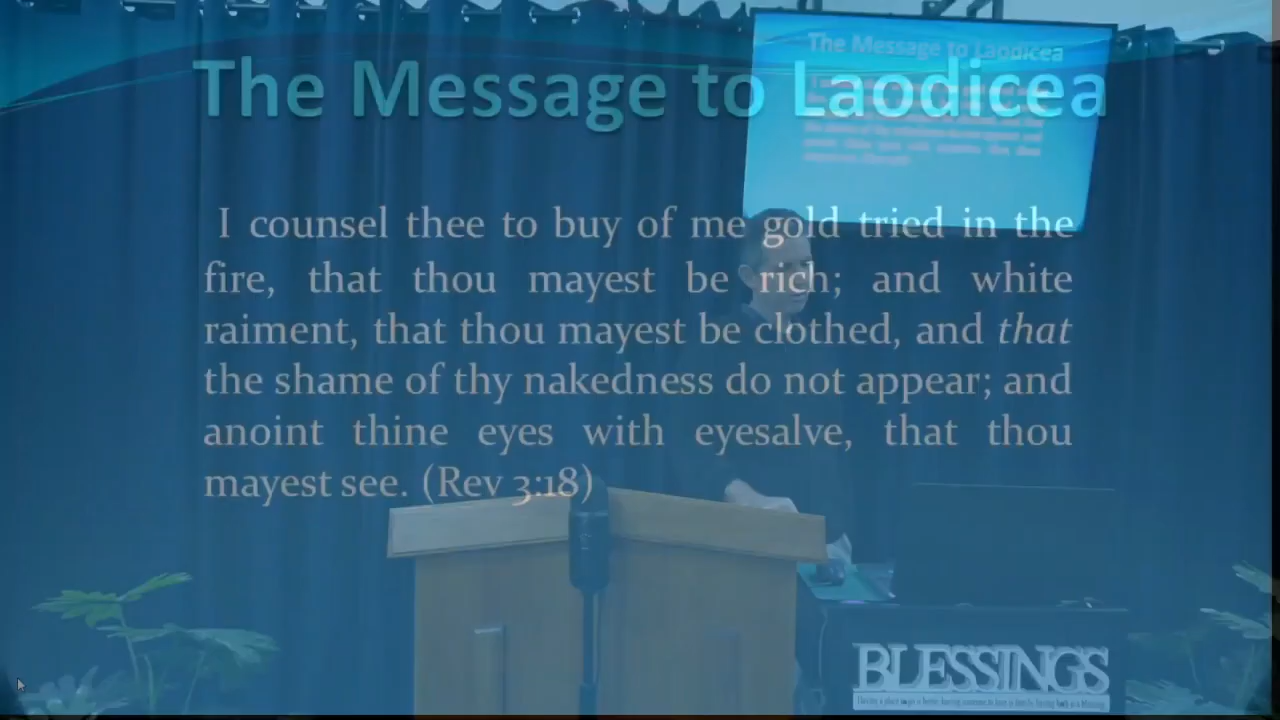 The Message to Laodicea
The Message to Laodicea
I counsel thee to buy of me gold tried in the
fire, that thou mayest be rich; and white
raiment, that thou mayest be clothed, and that
the shame of thy nakedness do not appear; and
anoint thine eyes with eyesalve, that thou
mayest see. (Rev 3:18)
BLESSINGS